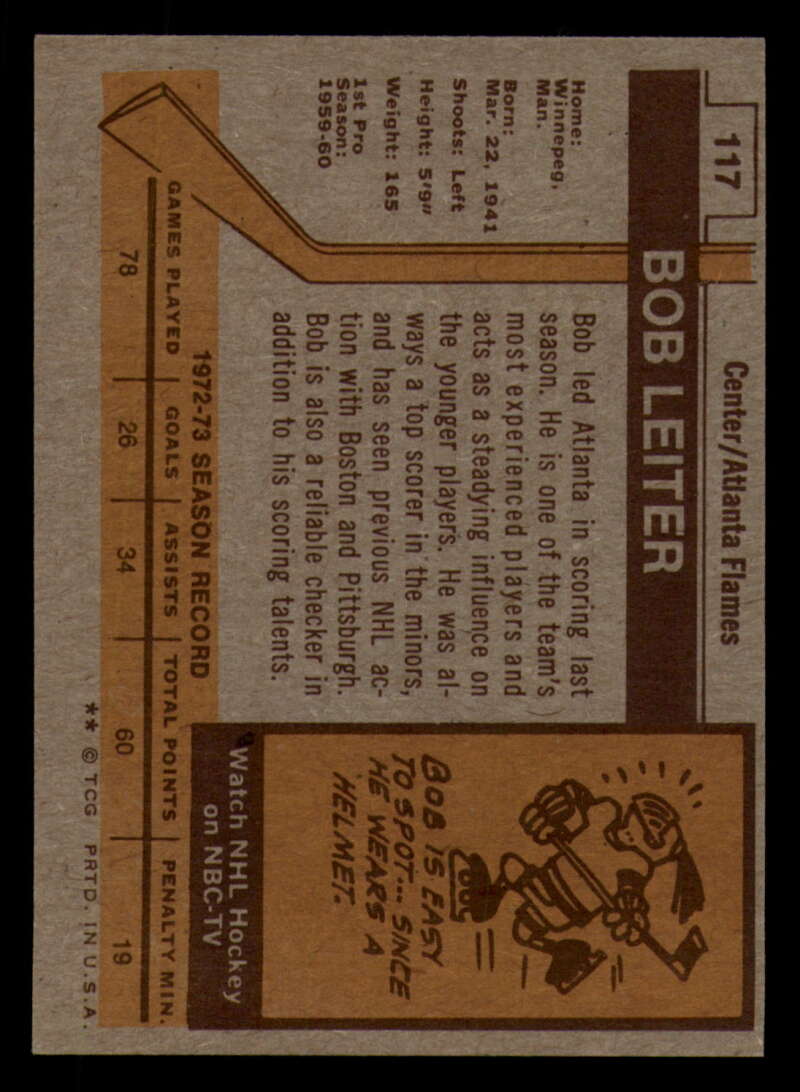 117
Center/Atlanta Flames
BOB LEITER
Home:
Winnepeg,
Man.
Born:
Mar. 22, 1941
Shoots: Left
Height: 5'9"
Weight: 165
1st Pro
Season:
1959-60
Bob led Atlanta in scoring last
season. He is one of the team's
most experienced players and
acts as a steadying influence on
the younger players. He was al-
ways a top scorer in the minors,
and has seen previous NHL ac-
tion with Boston and Pittsburgh.
Bob is also a reliable checker in
addition to his scoring talents.
BOB IS EASY
TO SPOT... SINCE
HE WEARS A
HELMET.
Watch NHL Hockey
on NBC-TV
1972-73 SEASON RECORD
GAMES PLAYED GOALS ASSISTS TOTAL POINTS PENALTY MIN.
78 26 34 60 19
** © TCG PRTD. IN U.S.A.